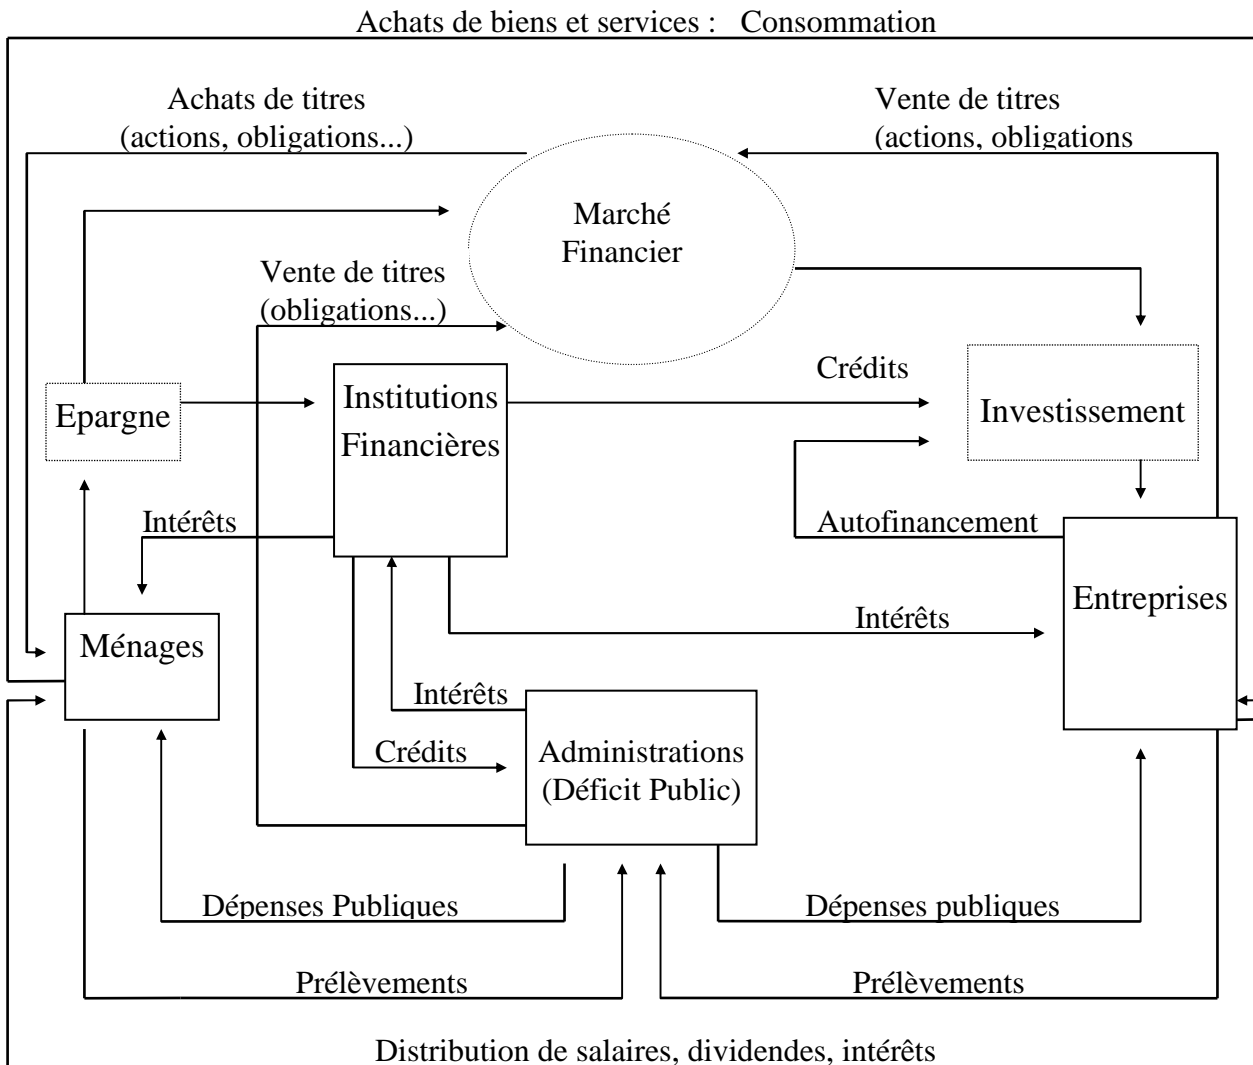 Achats de biens et services : Consommation
Achats de titres
(actions, obligations...)
Vente de titres
(actions, obligations
Marché
Financier
Vente de titres
(obligations...)
Epargne
Institutions
Financières
Crédits
Investissement
Intérêts
Autofinancement
Entreprises
Intérêts
Ménages
Intérêts
Crédits
Administrations
(Déficit Public)
Dépenses Publiques
Dépenses publiques
Prélèvements
Prélèvements
Distribution de salaires, dividendes, intérêts